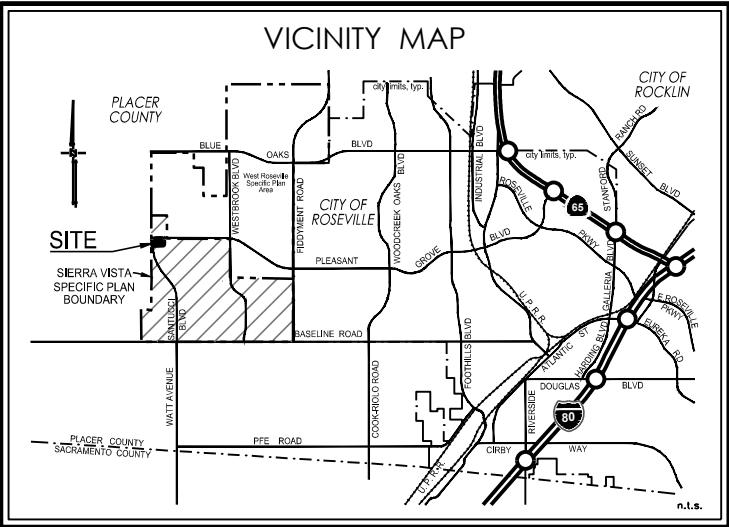 VICINITY MAP
PLACER
COUNTY
city limits, typ.
CITY OF
ROCKLIN
BLUE
OAKS
BLVD
INDUSTRIAL BLVD
city limits, typ.
RANCH RD
SUNSET
BLVD
STANFORD
West Roseville
Specific Plan
Area
WESTBROOK BLVD
FIDDYMENT ROAD
CITY OF
ROSEVILLE
WOODCREEK OAKS BLVD
ROSEVILLE
PKWY
65
SITE
PLEASANT
GROVE
BLVD
SIERRA VISTA
SPECIFIC PLAN
BOUNDARY
SANTUCCI
BLVD
GALLERIA BLVD
U.P.R.R.
E ROSEVILLE
PKWY
BASELINE ROAD
ATLANTIC ST
HARDING BLVD
EUREKA RD
FOOTHILLS BLVD
DOUGLAS
BLVD
WATT AVENUE
COOK-RIOLO ROAD
RIVERSIDE
80
PLACER COUNTY
SACRAMENTO COUNTY
PFE ROAD
CIRBY
WAY
U.P.R.R.
n.t.s.